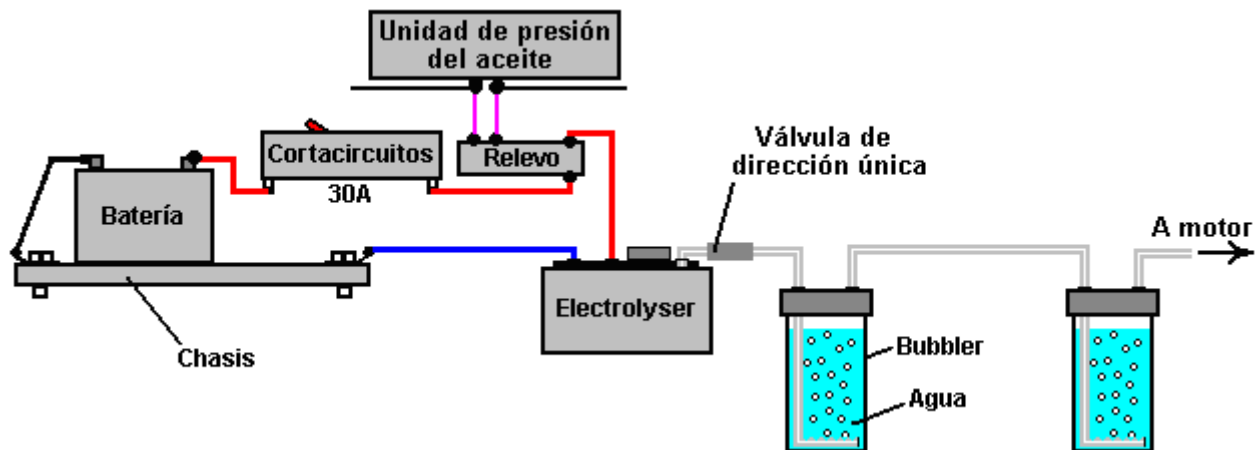 Unidad de presión
del aceite
Cortacircuitos
30A
Relevo
Válvula de
dirección única
Batería
A motor
Electrolyser
Chasis
Bubbler
Agua